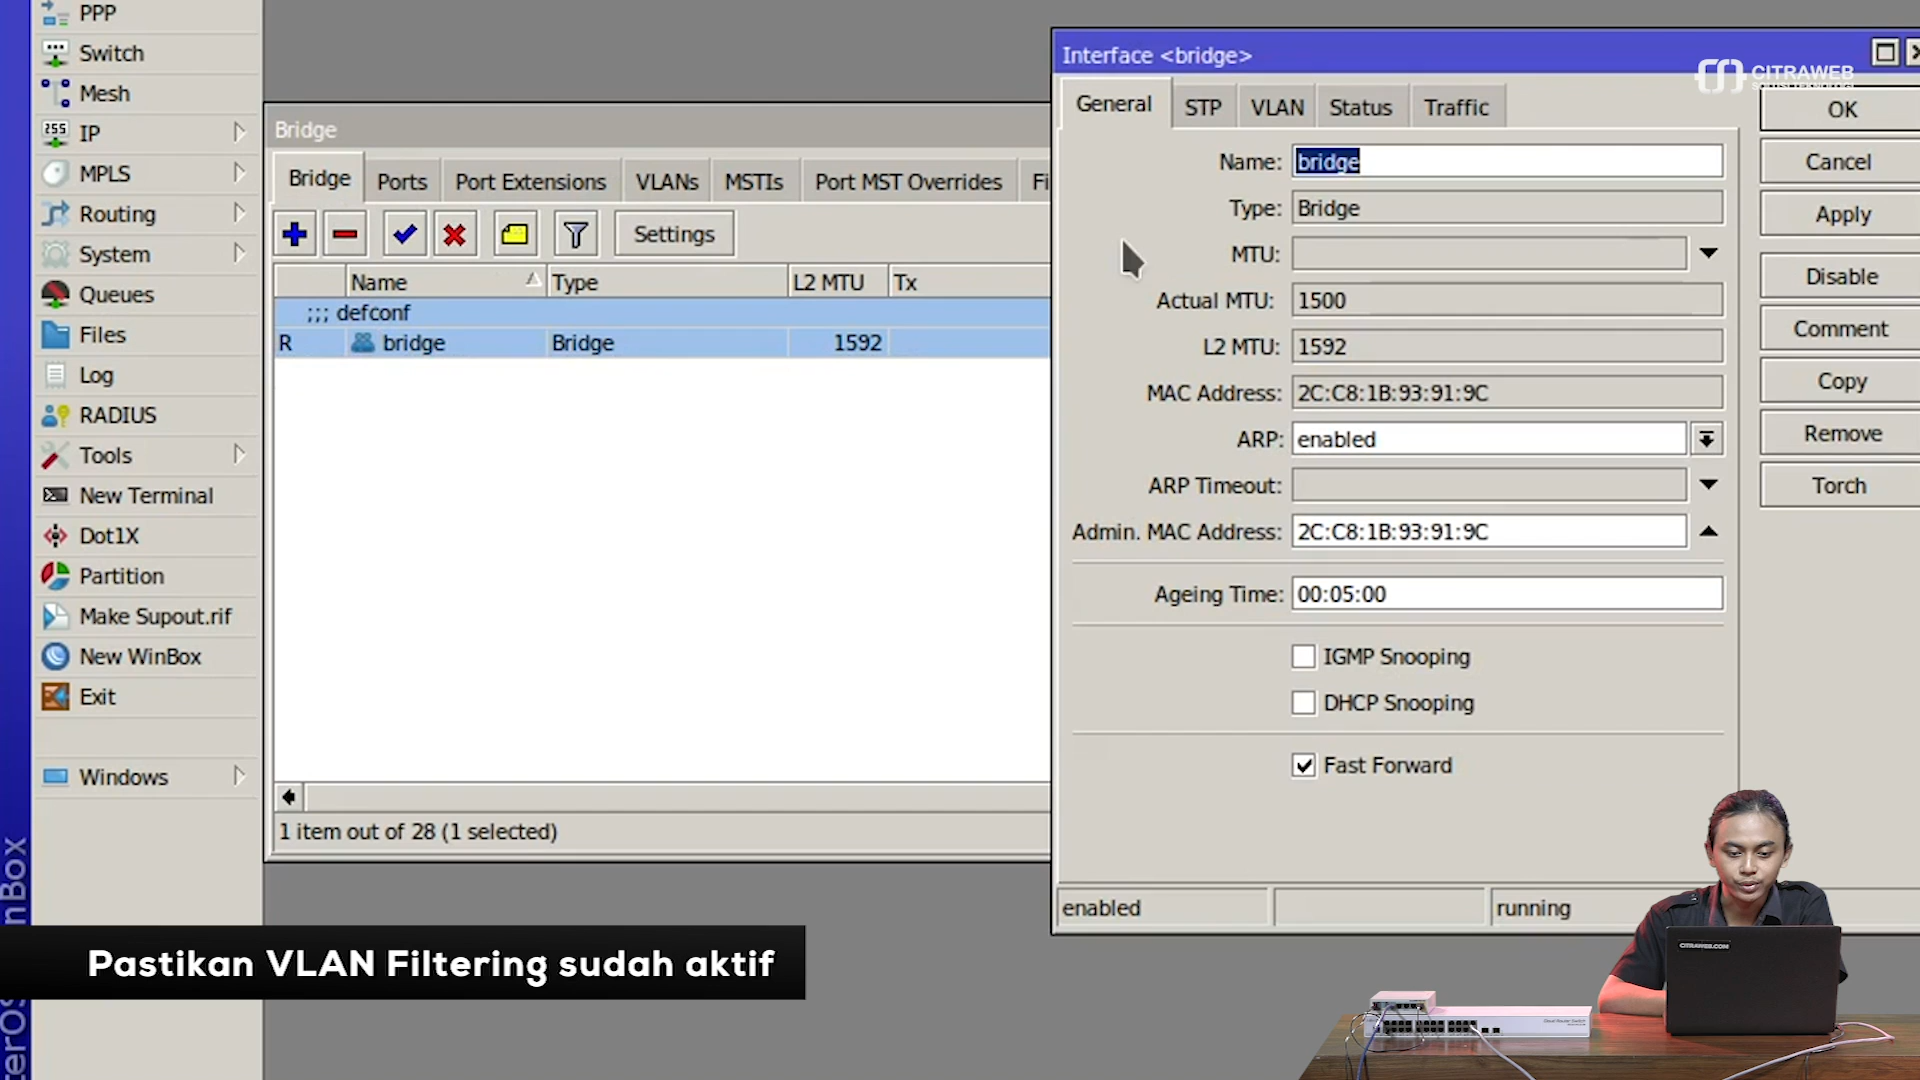 PPP
Switch
Mesh
IP
MPLS
Routing
System
Queues
Files
Log
RADIUS
Tools
New Terminal
Dot1X
Partition
Make Supout.rif
New WinBox
Exit
Windows
Bridge
Bridge Ports Port Extensions VLANs MSTIs Port MST Overrides Fi
Settings
Name Type L2 MTU Tx
;;; defconf
R bridge Bridge 1592
1 item out of 28 (1 selected)
Interface <bridge>
CITRAWEB
SOLUSI TEKNOLOGI
General STP VLAN Status Traffic
Name: bridge
Type: Bridge
MTU:
Actual MTU: 1500
L2 MTU: 1592
MAC Address: 2C:C8:1B:93:91:9C
ARP: enabled
ARP Timeout:
Admin. MAC Address: 2C:C8:1B:93:91:9C
Ageing Time: 00:05:00
IGMP Snooping
DHCP Snooping
Fast Forward
OK
Cancel
Apply
Disable
Comment
Copy
Remove
Torch
enabled
running
Pastikan VLAN Filtering sudah aktif
CITRAWEB.COM
255